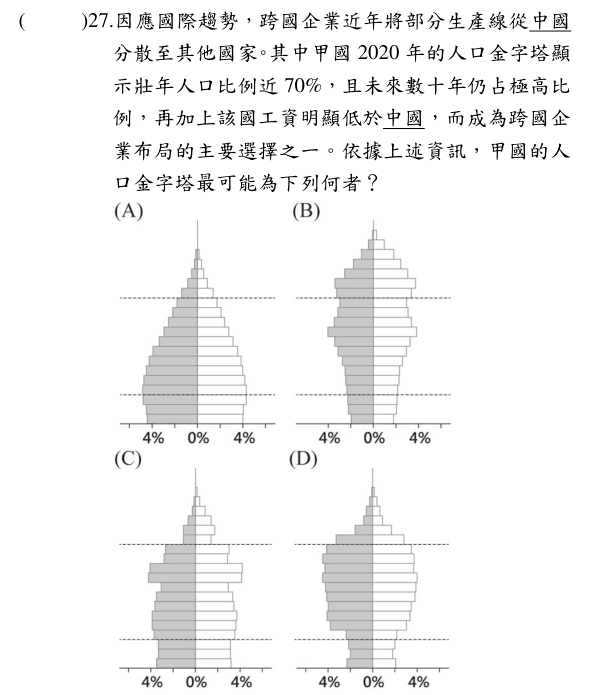 (　　)27.因應國際趨勢，跨國企業近年將部分生產線從中國
分散至其他國家。其中甲國 2020 年的人口金字塔顯
示壯年人口比例近 70%，且未來數十年仍占極高比
例，再加上該國工資明顯低於中國，而成為跨國企
業布局的主要選擇之一。依據上述資訊，甲國的人
口金字塔最可能為下列何者？
(A) (B)
4% 0% 4% 4% 0% 4%
(C) (D)
4% 0% 4% 4% 0% 4%